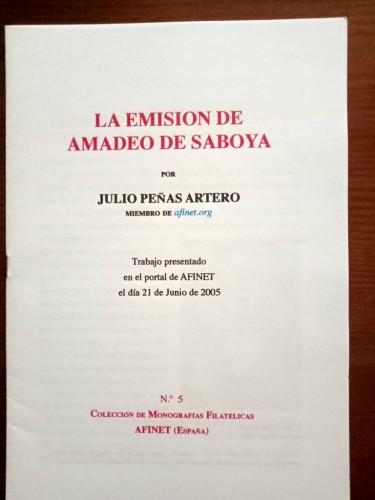 LA EMISION DE
AMADEO DE SABOYA
POR
JULIO PEÑAS ARTERO
MIEMBRO DE afinet.org
Trabajo presentado
en el portal de AFINET
el día 21 de Junio de 2005
N.º 5
COLECCIÓN DE MONOGRAFÍAS FILATÉLICAS
AFINET (ESPAÑA)